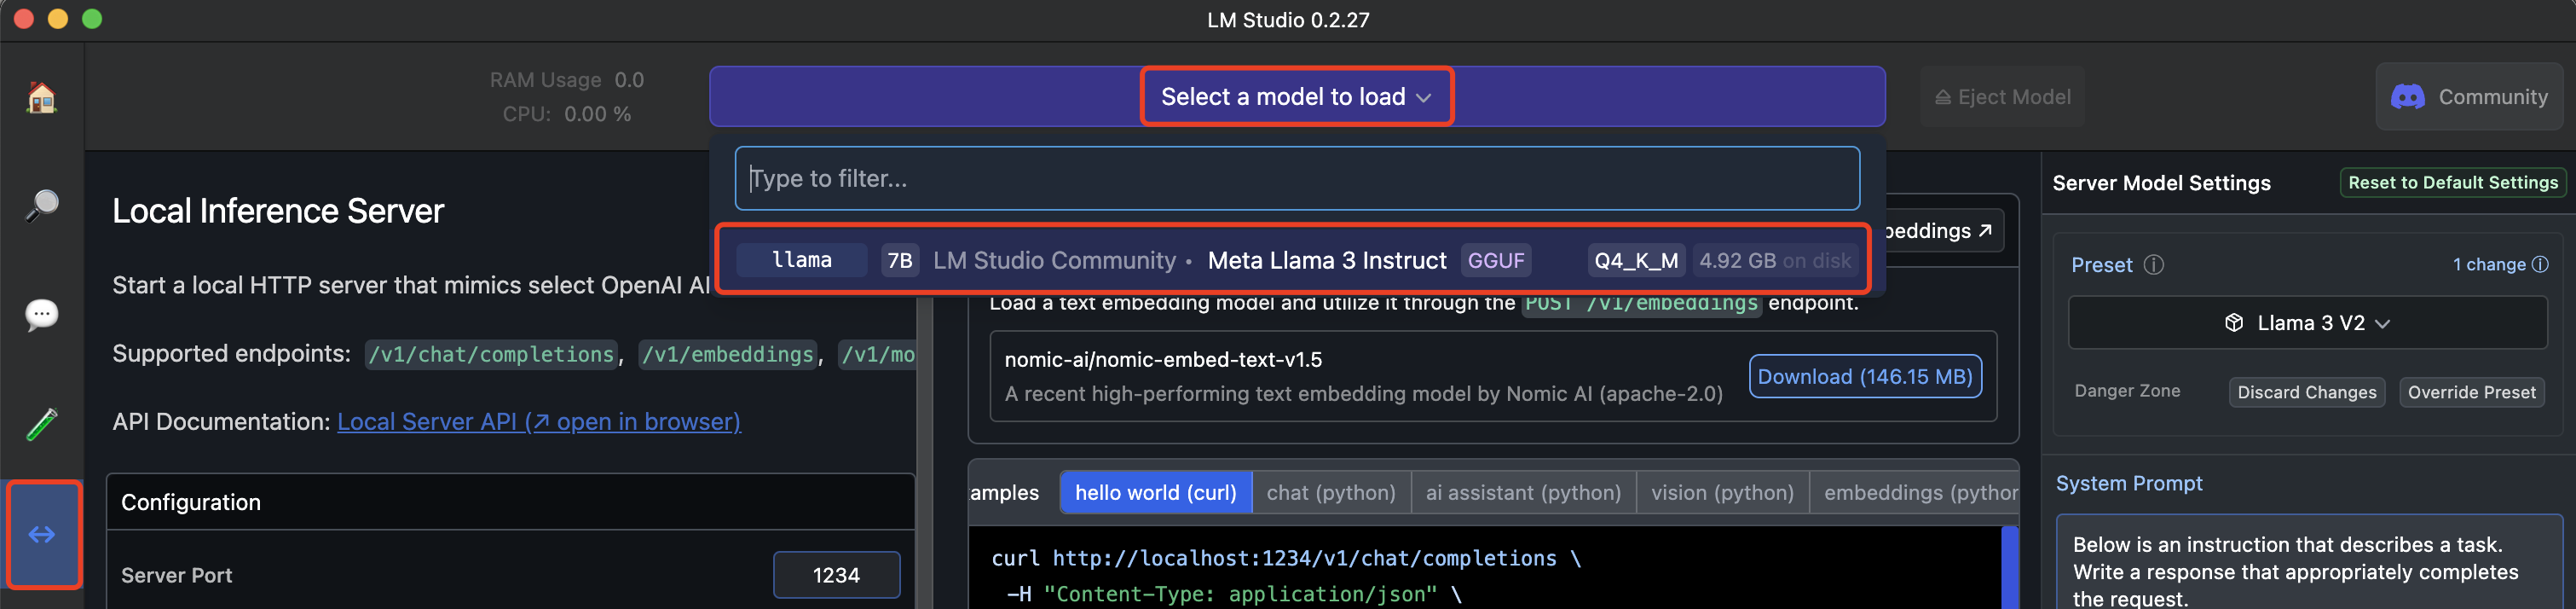 LM Studio 0.2.27
RAM Usage 0.0
CPU: 0.00 %
Select a model to load
Eject Model
Community
Type to filter...
llama 7B LM Studio Community • Meta Llama 3 Instruct GGUF Q4_K_M 4.92 GB on disk
Local Inference Server
Start a local HTTP server that mimics select OpenAI AP
Supported endpoints: /v1/chat/completions, /v1/embeddings, /v1/mo
API Documentation: Local Server API (↗ open in browser)
Configuration
Server Port 1234
beddings ↗
Load a text embedding model and utilize it through the POST /v1/embeddings endpoint.
nomic-ai/nomic-embed-text-v1.5
A recent high-performing text embedding model by Nomic AI (apache-2.0)
Download (146.15 MB)
amples hello world (curl) chat (python) ai assistant (python) vision (python) embeddings (pythor
curl http://localhost:1234/v1/chat/completions \
-H "Content-Type: application/json" \
Server Model Settings Reset to Default Settings
Preset 1 change
Llama 3 V2
Danger Zone Discard Changes Override Preset
System Prompt
Below is an instruction that describes a task.
Write a response that appropriately completes
the request.